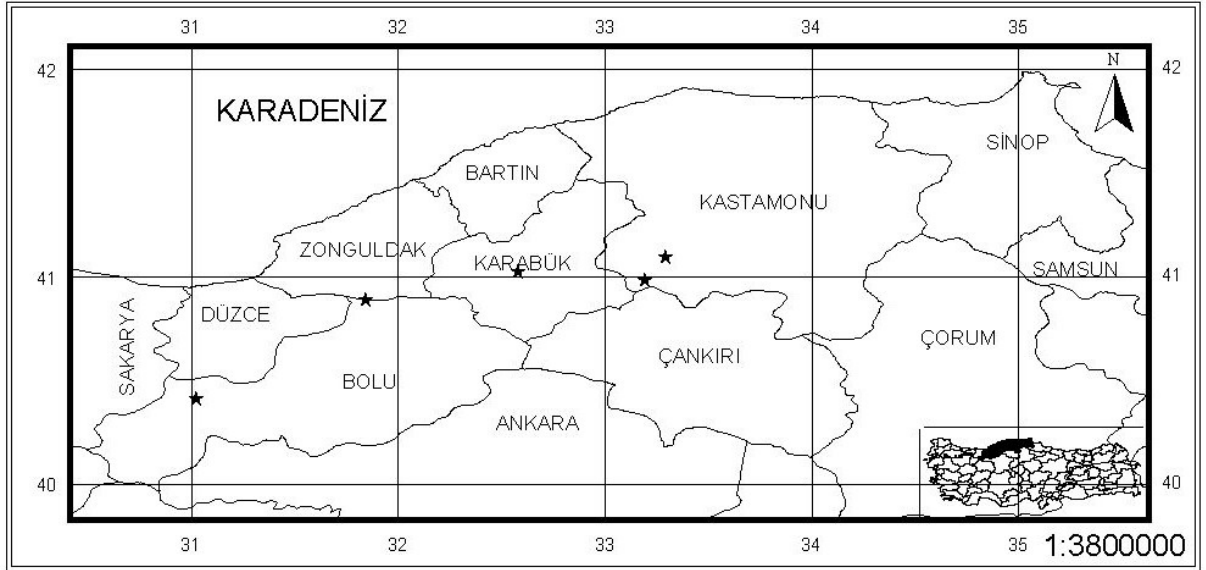 31 32 33 35
42 42
N
KARADENİZ
SİNOP
BARTIN
KASTAMONU
ZONGULDAK
KARABÜK
41 41
SAMSUN
DÜZCE
SAKARYA
ÇORUM
ÇANKIRI
BOLU
ANKARA
40 40
31 32 33 34 35 1:3800000